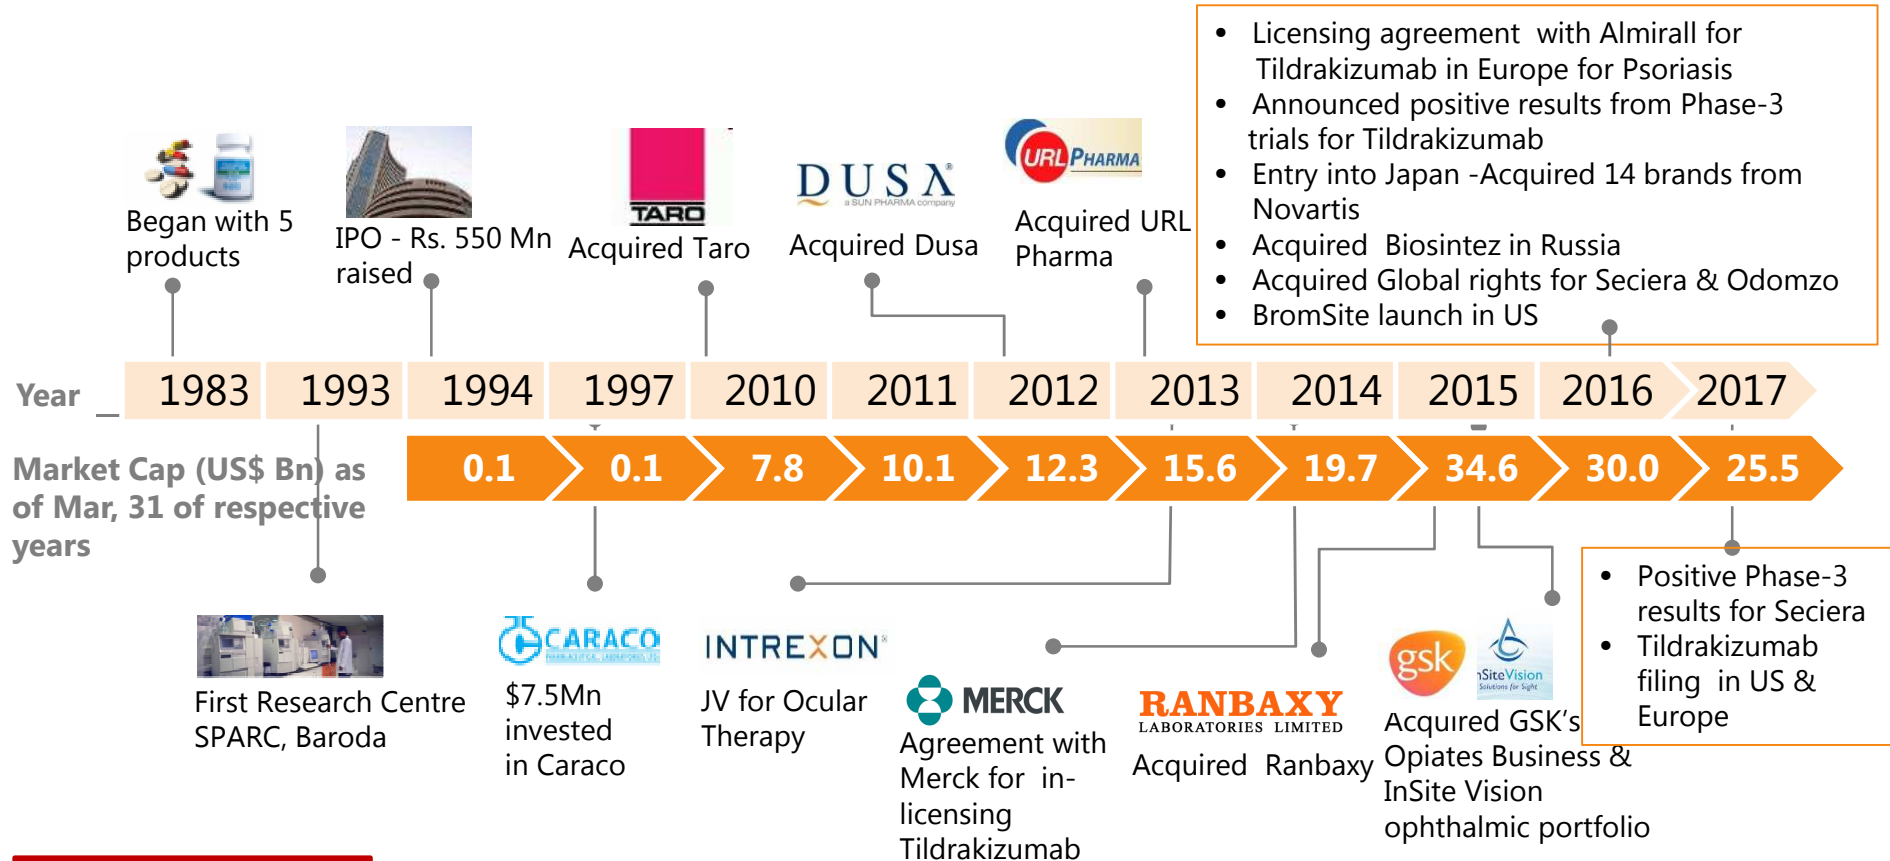 • Licensing agreement with Almirall for
Tildrakizumab in Europe for Psoriasis
• Announced positive results from Phase-3
trials for Tildrakizumab
• Entry into Japan -Acquired 14 brands from
Novartis
• Acquired Biosintez in Russia
• Acquired Global rights for Seciera & Odomzo
• BromSite launch in US
Began with 5
products
IPO - Rs. 550 Mn
raised
TARO
Acquired Taro
DUSA®
a SUN PHARMA company
Acquired Dusa
URL PHARMA
Acquired URL
Pharma
Year
1983 1993 1994 1997 2010 2011 2012 2013 2014 2015 2016 2017
Market Cap (US$ Bn) as
of Mar, 31 of respective
years
0.1 0.1 7.8 10.1 12.3 15.6 19.7 34.6 30.0 25.5
First Research Centre
SPARC, Baroda
CARACO
PHARMACEUTICAL LABORATORIES, LTD.
$7.5Mn
invested
in Caraco
INTREXON®
JV for Ocular
Therapy
MERCK
Agreement with
Merck for in-
licensing
Tildrakizumab
RANBAXY
LABORATORIES LIMITED
Acquired Ranbaxy
gsk
nSiteVision
Solutions for Sight
Acquired GSK's
Opiates Business &
InSite Vision
ophthalmic portfolio
• Positive Phase-3
results for Seciera
• Tildrakizumab
filing in US &
Europe